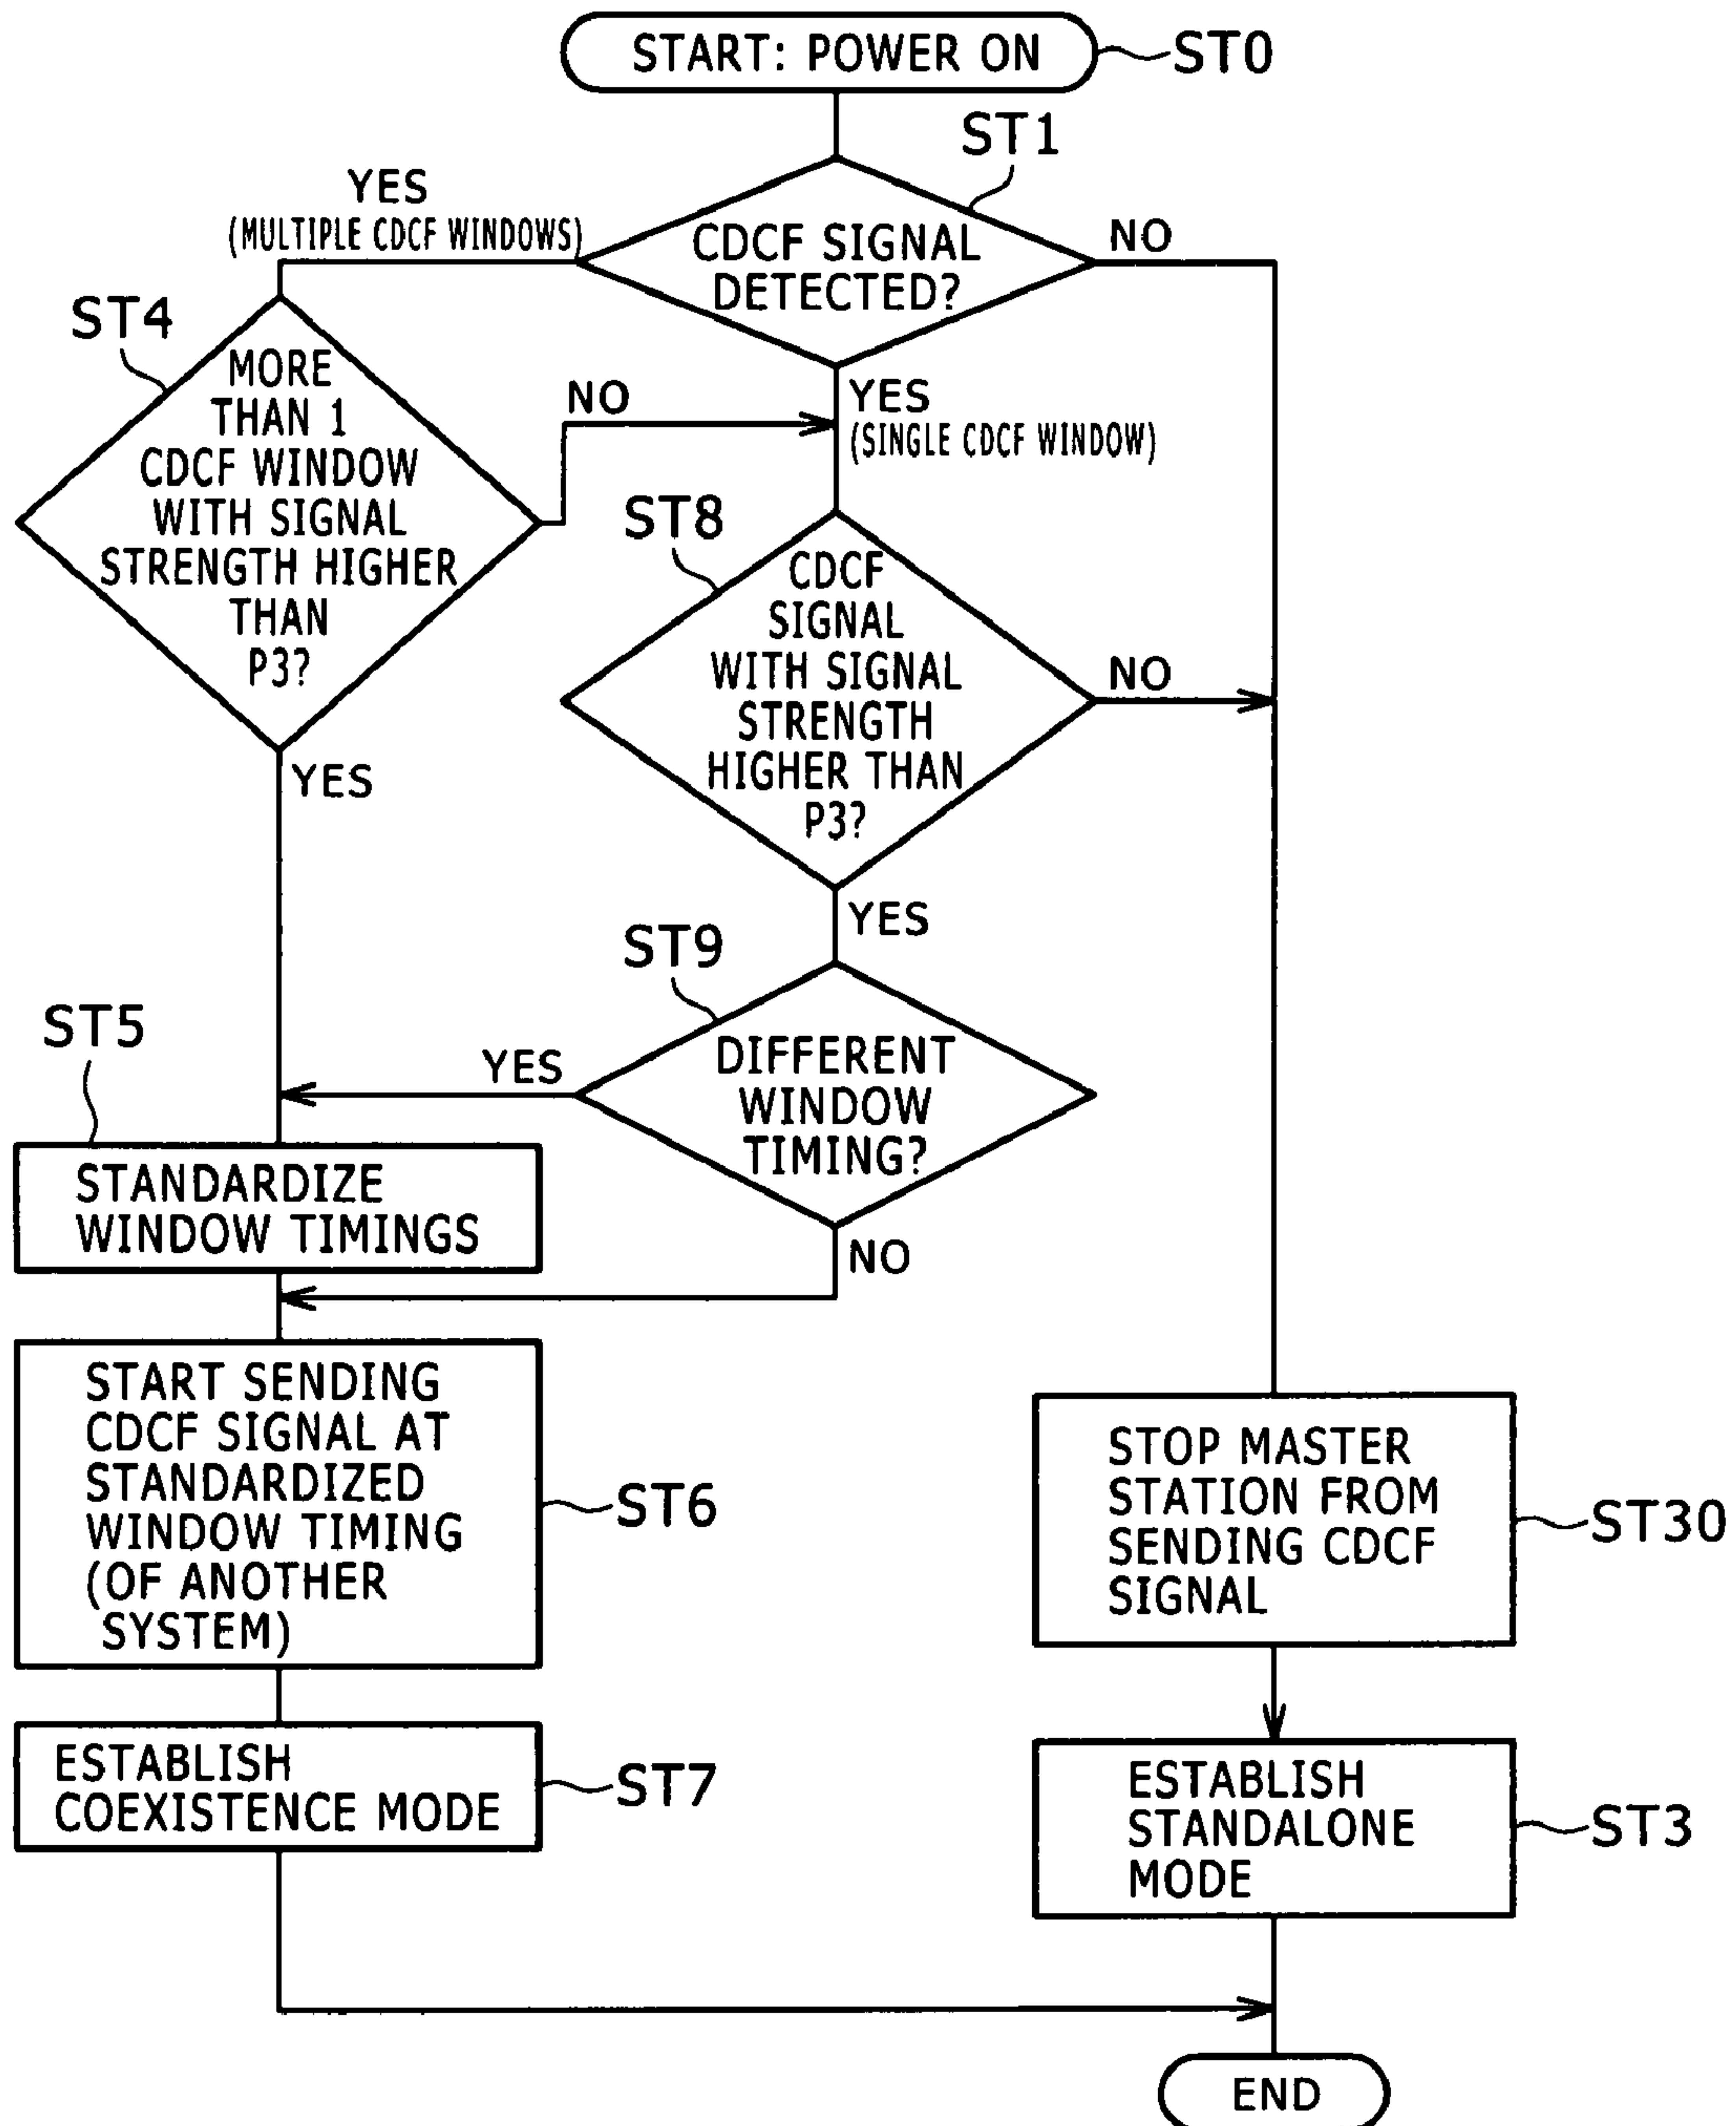 START: POWER ON
ST0
ST1
YES
(MULTIPLE CDCF WINDOWS)
CDCF SIGNAL
DETECTED?
NO
ST4
MORE
THAN 1
CDCF WINDOW
WITH SIGNAL
STRENGTH HIGHER
THAN
P3?
NO
YES
(SINGLE CDCF WINDOW)
ST8
CDCF
SIGNAL
WITH SIGNAL
STRENGTH
HIGHER THAN
P3?
NO
YES
YES
ST9
DIFFERENT
WINDOW
TIMING?
YES
NO
ST5
STANDARDIZE
WINDOW TIMINGS
START SENDING
CDCF SIGNAL AT
STANDARDIZED
WINDOW TIMING
(OF ANOTHER
SYSTEM)
ST6
STOP MASTER
STATION FROM
SENDING CDCF
SIGNAL
ST30
ESTABLISH
COEXISTENCE MODE
ST7
ESTABLISH
STANDALONE
MODE
ST3
END